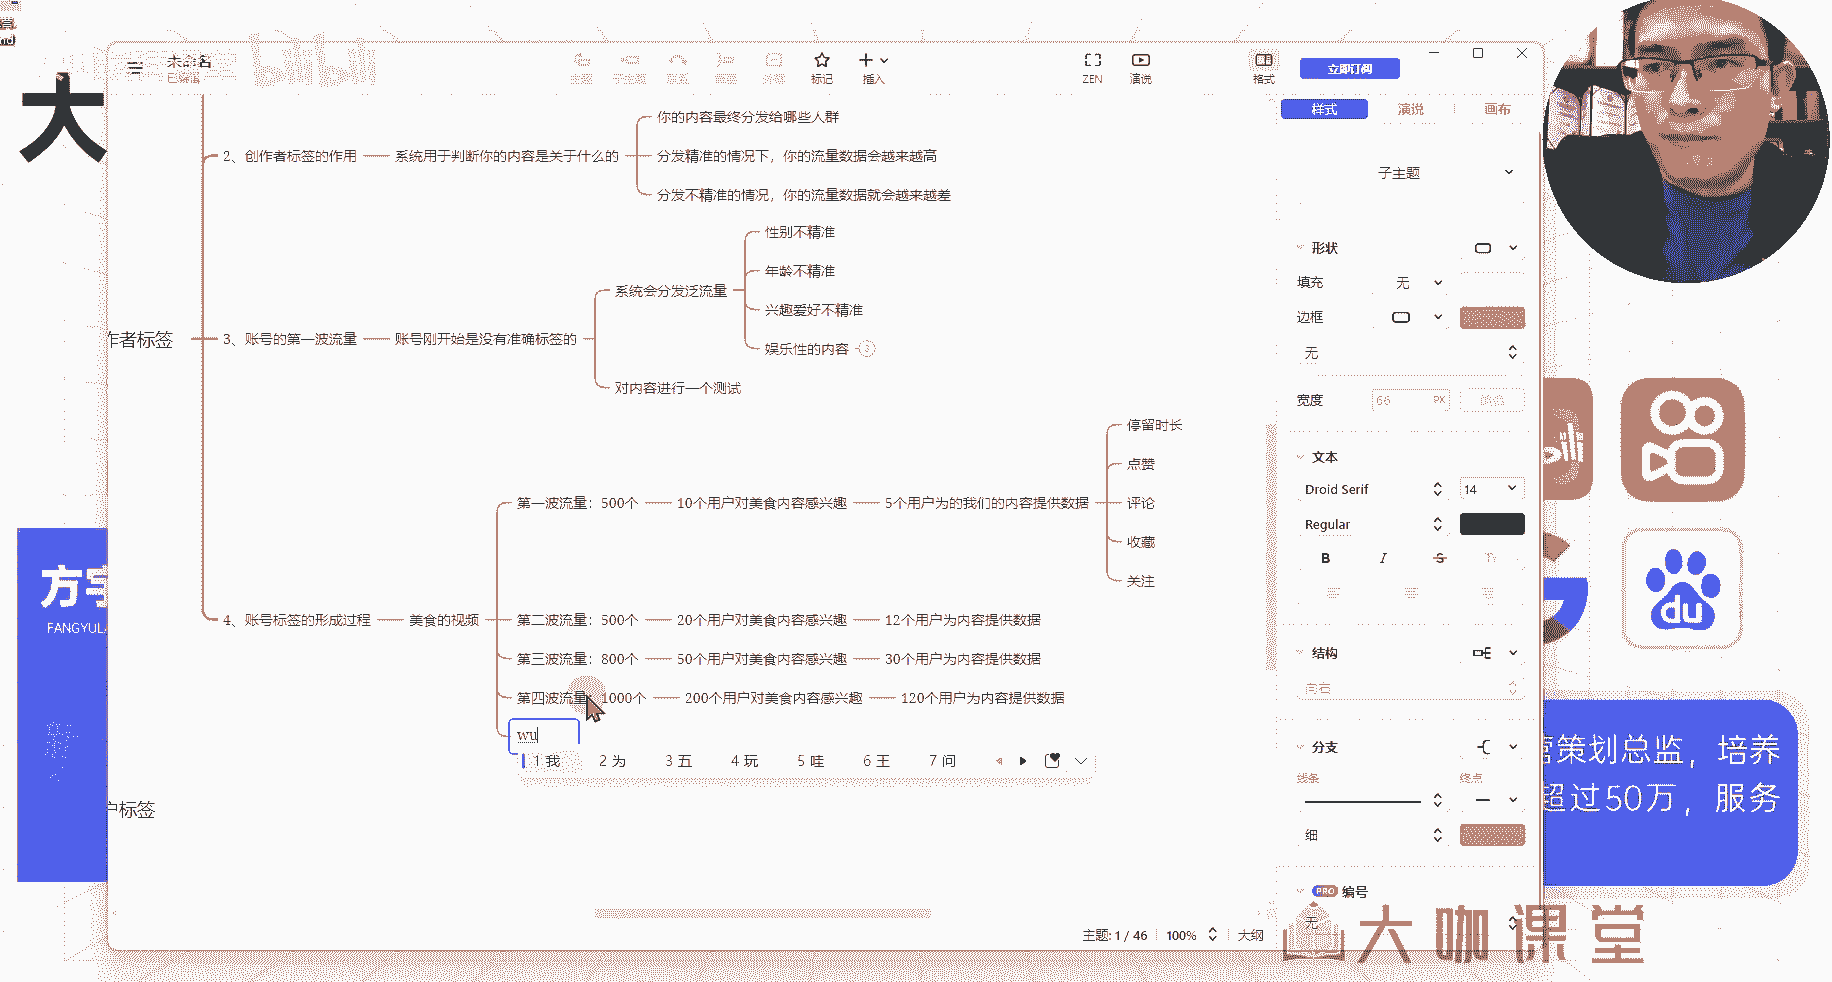 未命名
已编辑
bilibili
主题
子主题
标记
插入
ZEN
演说
格式
立即订阅
大
样式
演说
画布
你的内容最终分发给哪些人群
2、创作者标签的作用
系统用于判断你的内容是关于什么的
分发精准的情况下，你的流量数据会越来越高
分发不精准的情况，你的流量数据就会越来越差
子主题
性别不精准
年龄不精准
系统会分发泛流量
兴趣爱好不精准
娱乐性的内容
作者标签
3、账号的第一波流量
账号刚开始是没有准确标签的
对内容进行一个测试
形状
填充
无
边框
无
宽度
66
PX
停留时长
点赞
第一波流量：500个
10个用户对美食内容感兴趣
5个用户为的我们的内容提供数据
评论
收藏
关注
文本
Droid Serif
14
Regular
B
I
S
4、账号标签的形成过程
美食的视频
第二波流量：500个
20个用户对美食内容感兴趣
12个用户为内容提供数据
第三波流量：800个
50个用户对美食内容感兴趣
30个用户为内容提供数据
第四波流量：1000个
200个用户对美食内容感兴趣
120个用户为内容提供数据
wu
1 我
2 为
3 五
4 玩
5 哇
6 王
7 问
户标签
结构
向右
分支
线条
终点
细
PRO 编号
无
主题: 1 / 46
100%
大纲
方宇
FANGYULA
du
营策划总监，培养
超过50万，服务
大咖课堂